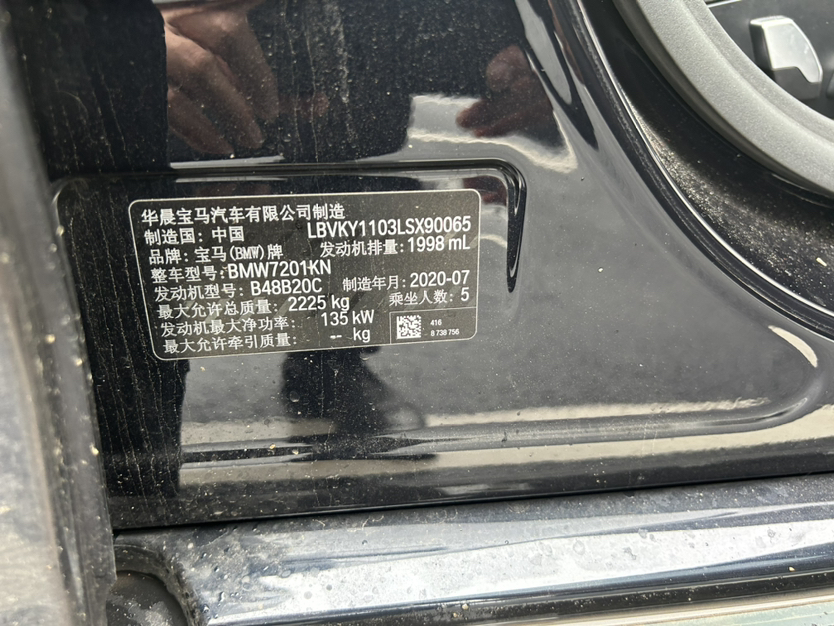 华晨宝马汽车有限公司制造
制造国：中国 LBVKY1103LSX90065
品牌：宝马(BMW)牌 发动机排量：1998 mL
整车型号：BMW7201KN
发动机型号：B48B20C 制造年月：2020-07
最大允许总质量：2225 kg 乘坐人数：5
发动机最大净功率：135 kW
最大允许牵引质量：-- kg
416
8 738 756